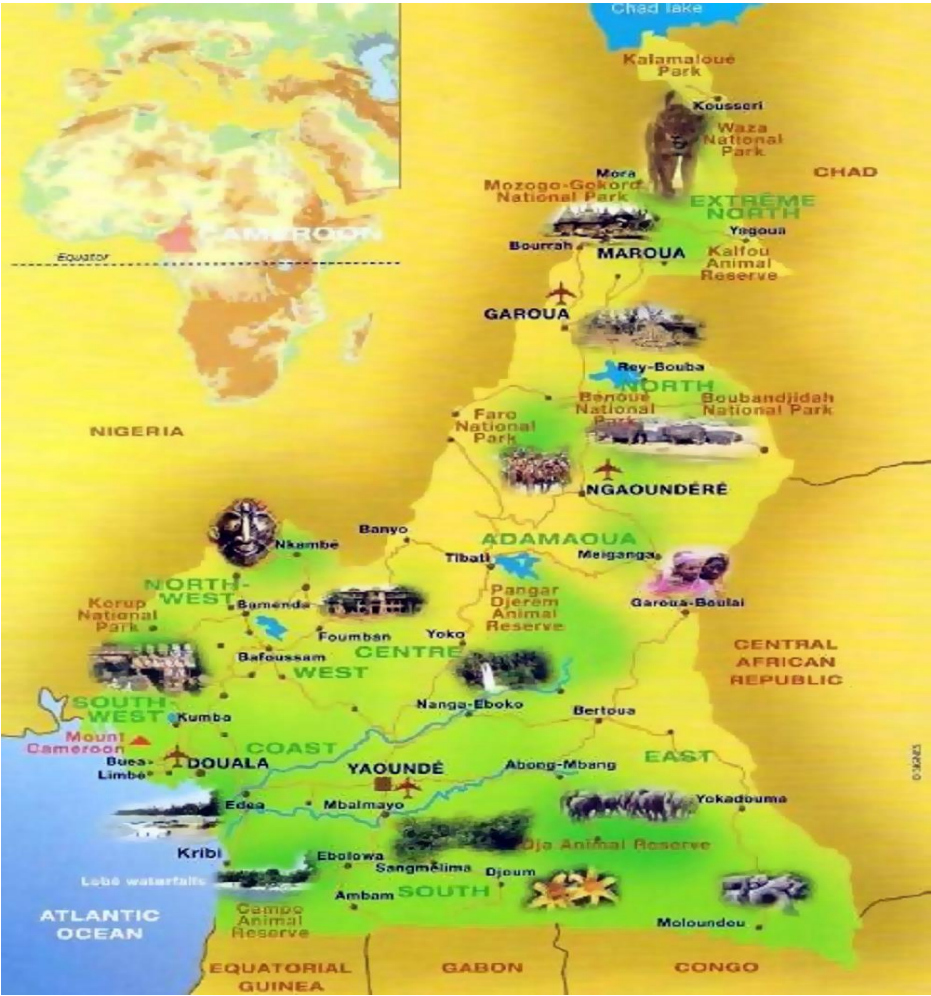 Chad lake
Kalamaloué
Park
Kousseri
Waza
National
Park
CHAD
Mora
Mozogo-Gokoro
National Park
EXTRÊME
NORTH
Yagoua
Bourrah
MAROUA
Kalfou
Animal
Reserve
CAMEROON
Equator
GAROUA
Rey-Bouba
NORTH
Benoué
National
Park
Boubandjidah
National Park
Faro
National
Park
NIGERIA
NGAOUNDÉRÉ
Banyo
ADAMAOUA
Nkambé
Tibati
Meiganga
NORTH-
WEST
Pangar
Djerem
Animal
Reserve
Korup
National
Park
Bamenda
Garoua-Boulai
Foumban
Yoko
CENTRE
Bafoussam
WEST
CENTRAL
AFRICAN
REPUBLIC
SOUTH
WEST
Kumba
Nanga-Eboko
Bertoua
Mount
Cameroon
COAST
EAST
Buea
DOUALA
YAOUNDÉ
Abong-Mbang
Limbé
Edea
Mbalmayo
Yokadouma
Kribi
Ebolowa
Sangmélima
Dja Animal Reserve
Djoum
Lobé waterfalls
Ambam
SOUTH
ATLANTIC
OCEAN
Campo
Animal
Reserve
Moloundou
EQUATORIAL
GUINEA
GABON
CONGO